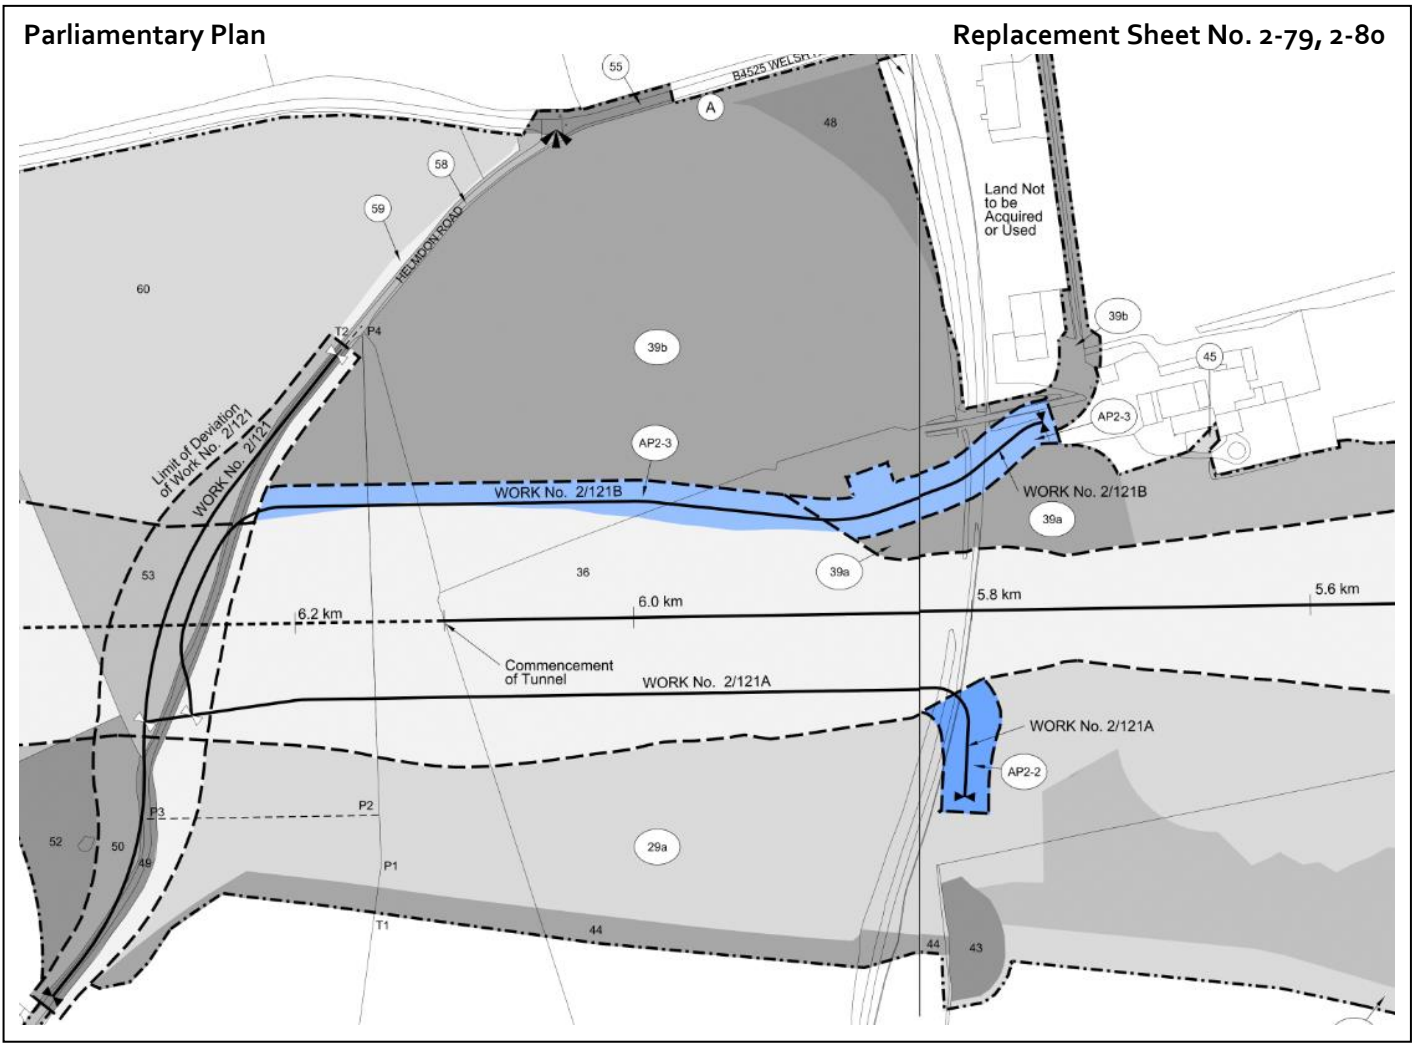 Parliamentary Plan
Replacement Sheet No. 2-79, 2-80
55
B4525 WELSH
A
48
58
59
HELMDON ROAD
Land Not
to be
Acquired
or Used
60
T2
P4
39b
39b
45
Limit of Deviation
of Work No. 2/121
WORK No. 2/121
AP2-3
AP2-3
WORK No. 2/121B
WORK No. 2/121B
39a
39a
53
36
6.2 km
6.0 km
5.8 km
5.6 km
Commencement
of Tunnel
WORK No. 2/121A
WORK No. 2/121A
AP2-2
P3
P2
52
50
49
29a
P1
T1
44
44
43